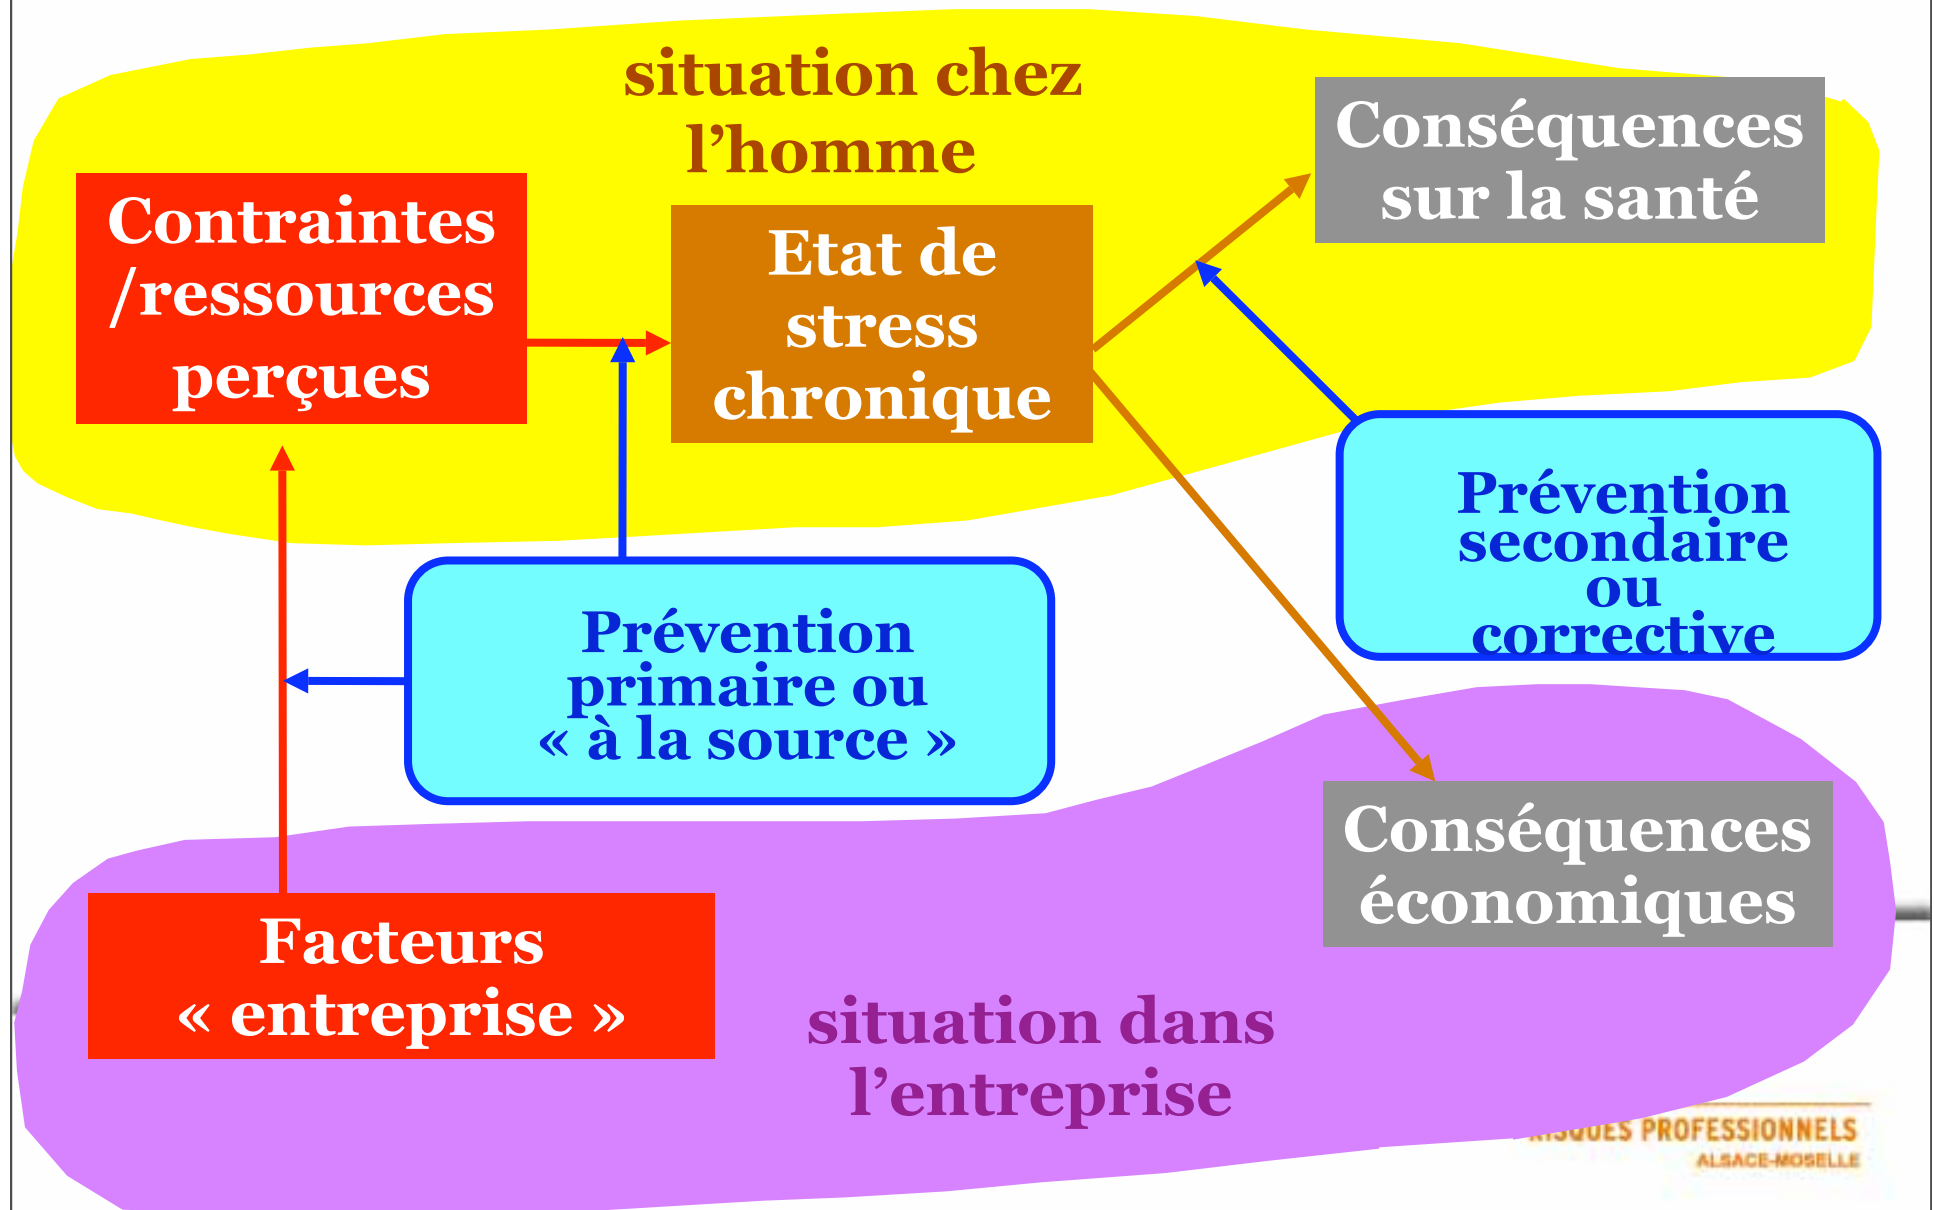 situation chez
l’homme
Conséquences
sur la santé
Contraintes
/ressources
perçues
Etat de
stress
chronique
Prévention
secondaire
ou
corrective
Prévention
primaire ou
« à la source »
Conséquences
économiques
Facteurs
« entreprise »
situation dans
l’entreprise
RISQUES PROFESSIONNELS
ALSACE-MOSELLE